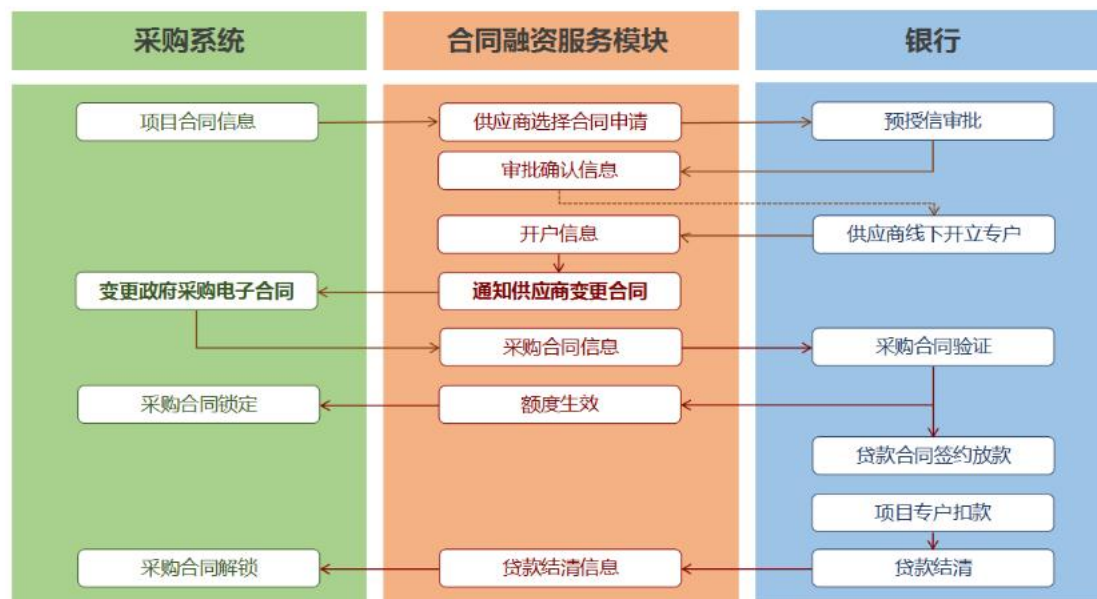 采购系统
合同融资服务模块
银行
项目合同信息
供应商选择合同申请
预授信审批
审批确认信息
开户信息
供应商线下开立专户
变更政府采购电子合同
通知供应商变更合同
采购合同信息
采购合同验证
采购合同锁定
额度生效
贷款合同签约放款
项目专户扣款
采购合同解锁
贷款结清信息
贷款结清